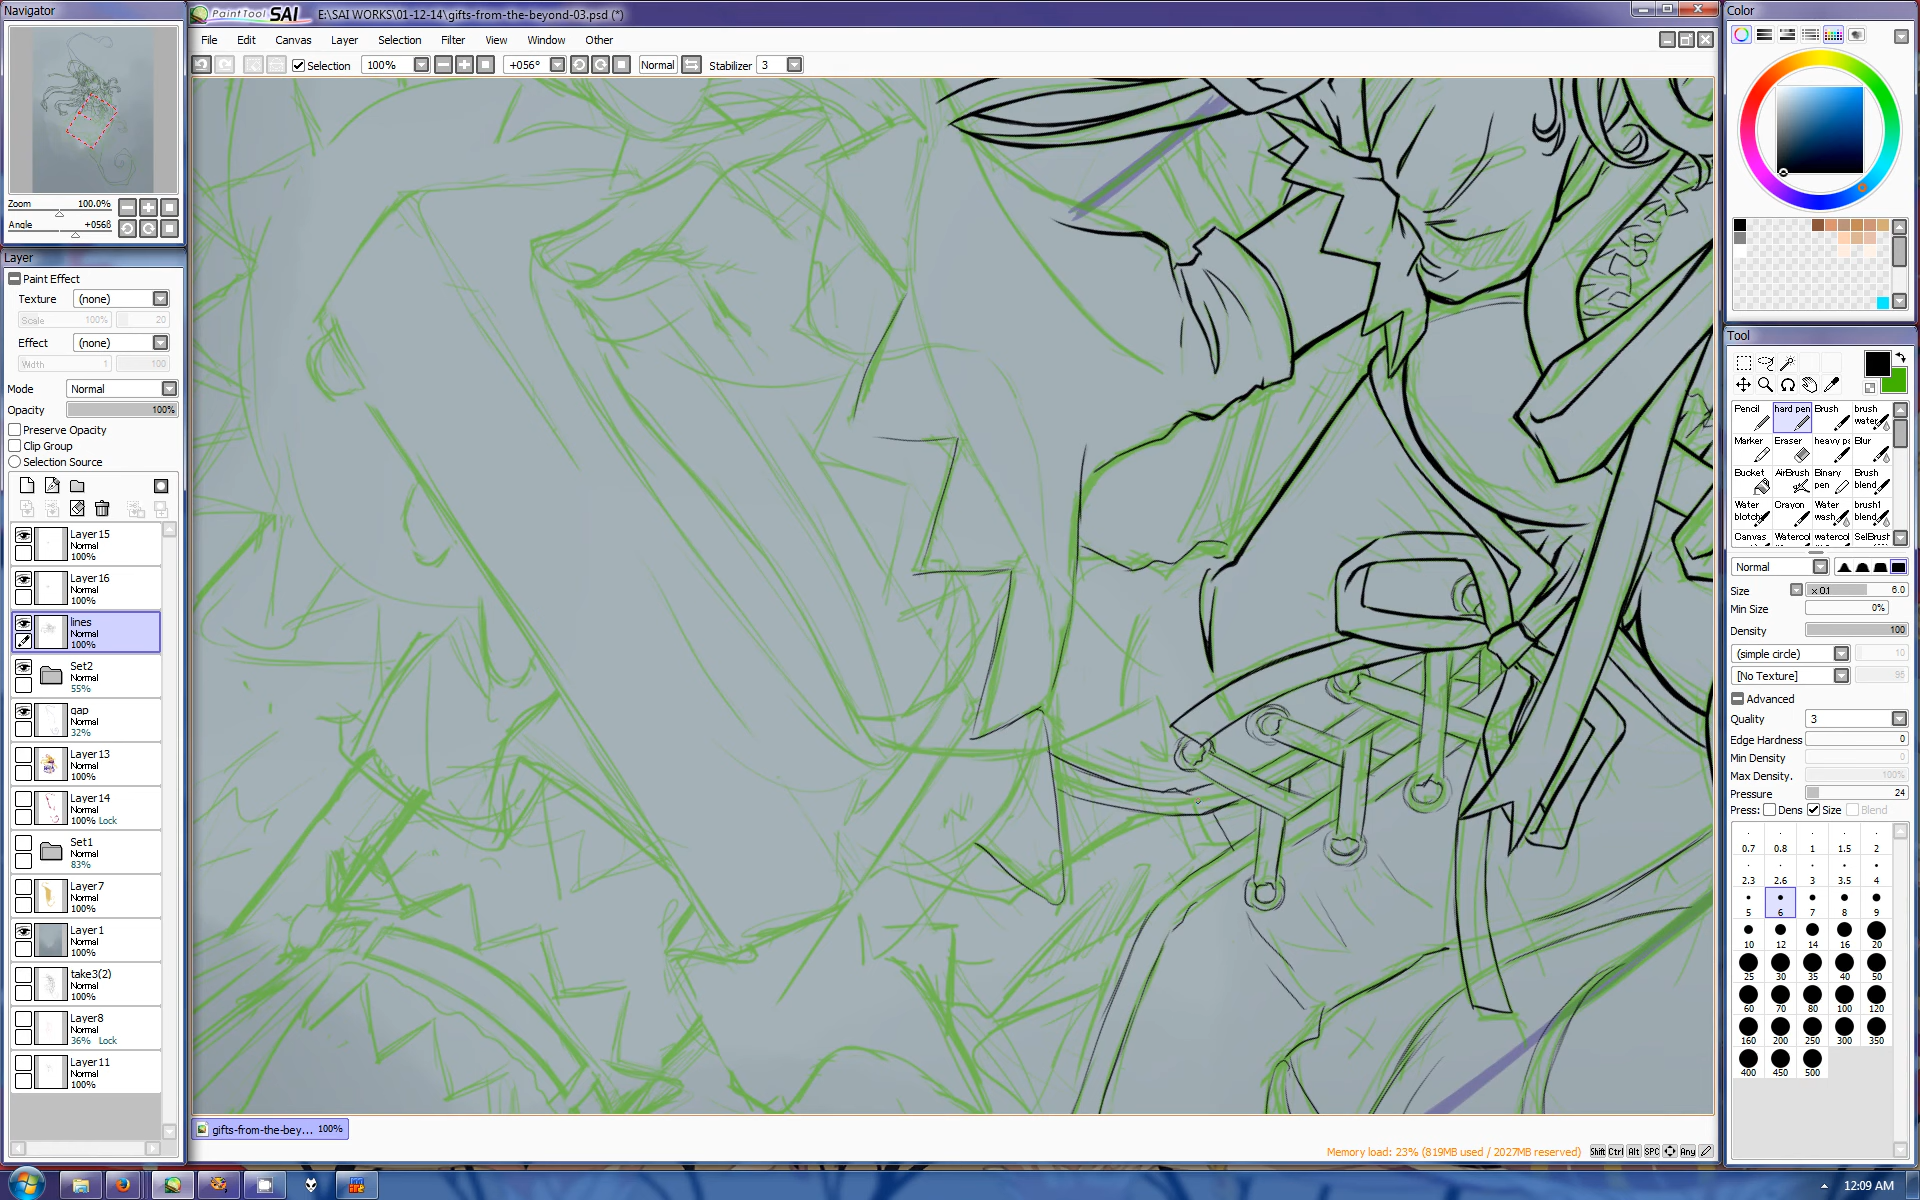 Navigator
Zoom 100.0%
Angle +056ß
Layer
Paint Effect
Texture (none)
Scale 100% 20
Effect (none)
Width 1 100
Mode Normal
Opacity 100%
Preserve Opacity
Clip Group
Selection Source
Layer15
Normal
100%
Layer16
Normal
100%
lines
Normal
100%
Set2
Normal
55%
gap
Normal
32%
Layer13
Normal
100%
Layer14
Normal
100% Lock
Set1
Normal
83%
Layer7
Normal
100%
Layer1
Normal
100%
take3(2)
Normal
100%
Layer8
Normal
36% Lock
Layer11
Normal
100%
PaintTool SAI E:\SAI WORKS\01-12-14\gifts-from-the-beyond-03.psd (*)
File Edit Canvas Layer Selection Filter View Window Other
Selection 100% +056° Normal Stabilizer 3
gifts-from-the-bey... 100%
Memory load: 23% (819MB used / 2027MB reserved) Shift Ctrl Alt SPC Any
Color
Tool
Pencil hard pen Brush brush water
Marker Eraser heavy Blur
Bucket AirBrush Binary pen Brush blend
Water blotch Crayon Water wash brush1 blend
Canvas Watercol watercol SelBrush
Normal
Size x 0.1 6.0
Min Size 0%
Density 100
(simple circle) 10
[No Texture] 95
Advanced
Quality 3
Edge Hardness 0
Min Density 0
Max Density. 100%
Pressure 24
Press: Dens Size Blend
0.7 0.8 1 1.5 2
2.3 2.6 3 3.5 4
5 6 7 8 9
10 12 14 16 20
25 30 35 40 50
60 70 80 100 120
160 200 250 300 350
400 450 500
12:09 AM